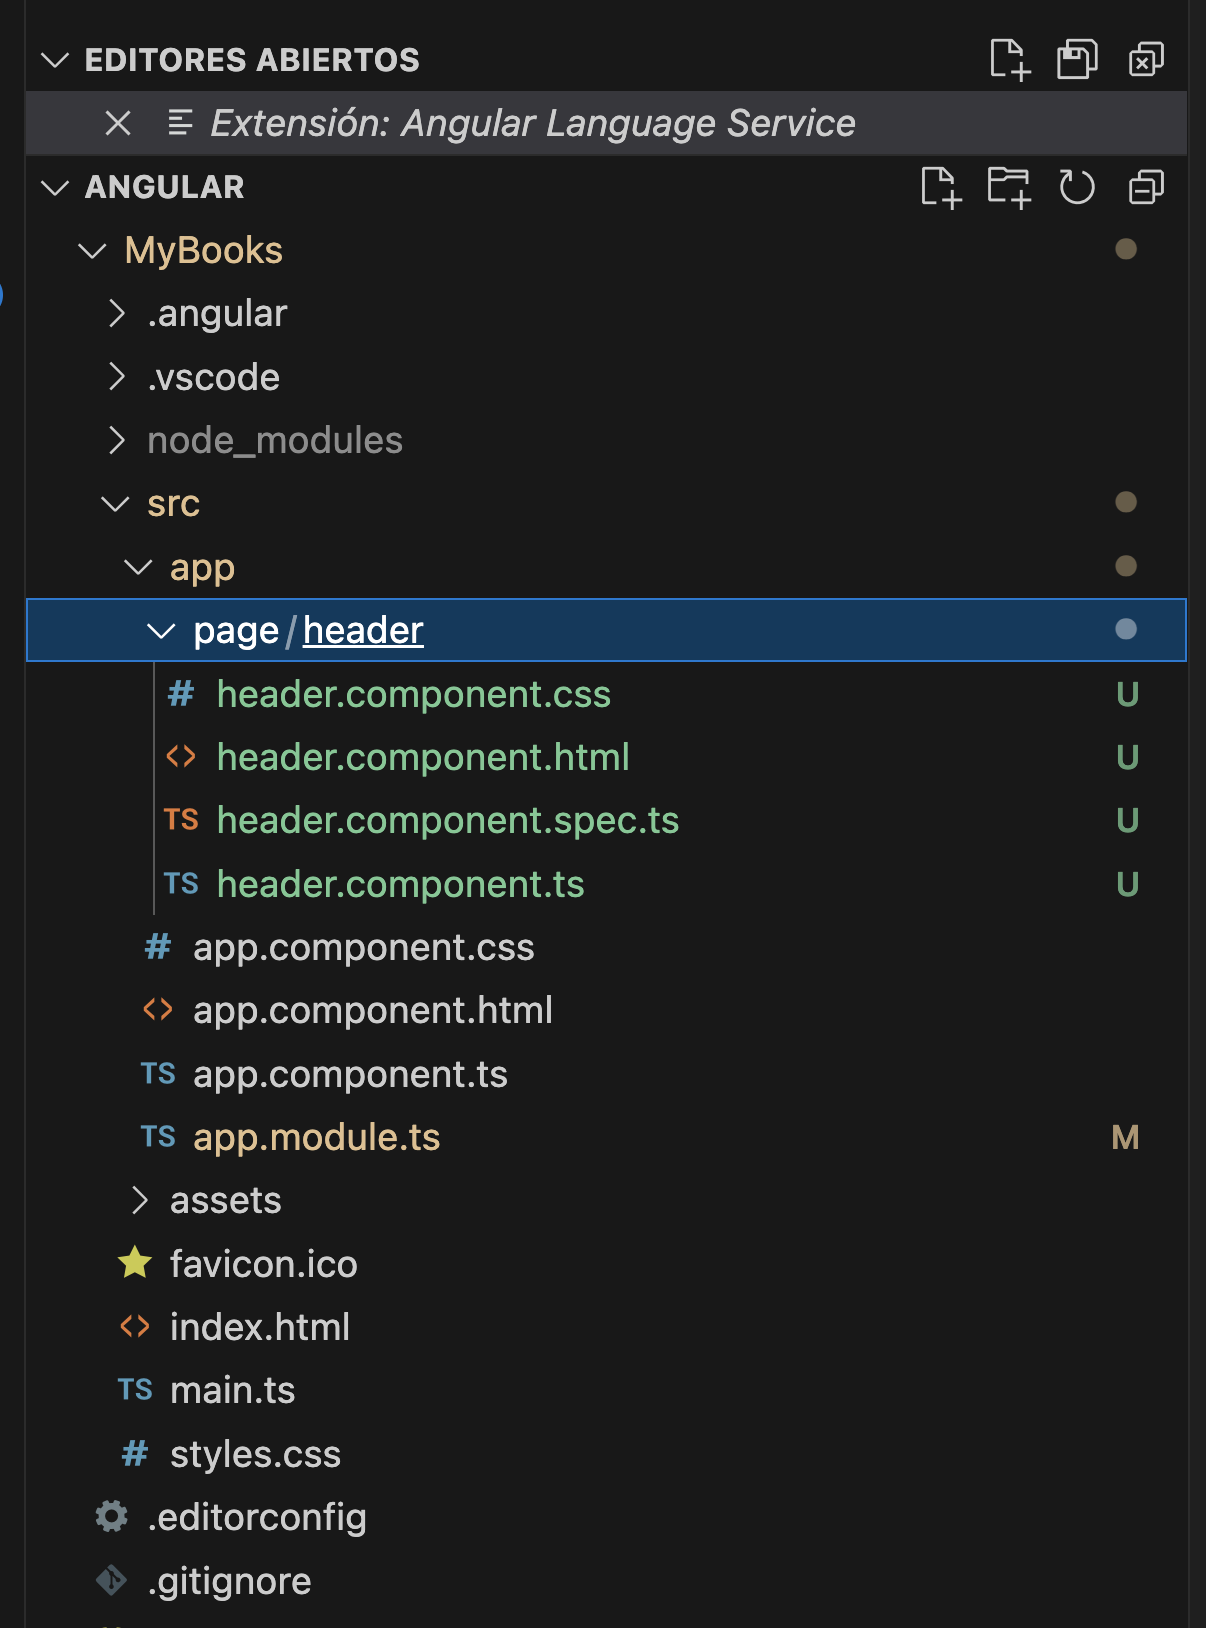 EDITORES ABIERTOS
Extensión: Angular Language Service
ANGULAR
MyBooks
.angular
.vscode
node_modules
src
app
page/header
# header.component.css U
<> header.component.html U
TS header.component.spec.ts U
TS header.component.ts U
# app.component.css
<> app.component.html
TS app.component.ts
TS app.module.ts M
assets
favicon.ico
<> index.html
TS main.ts
# styles.css
.editorconfig
.gitignore